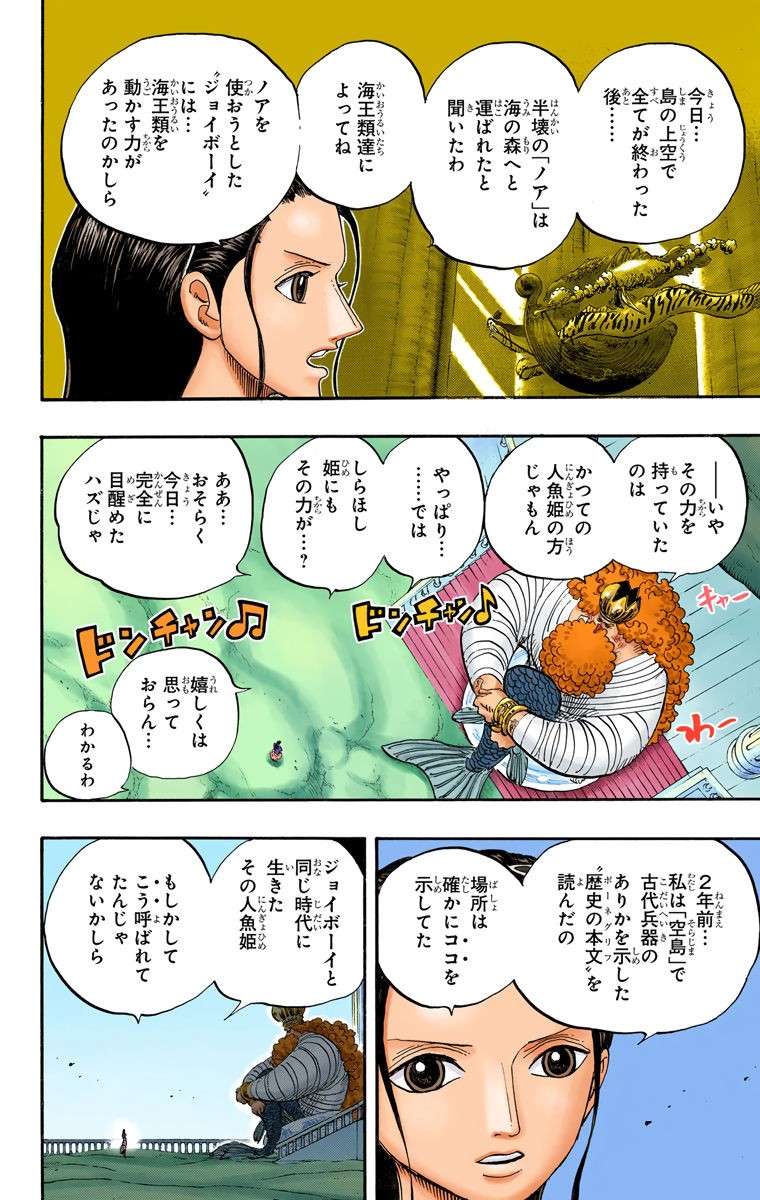 今日…
島の上空で
全てが終わった
後……
半壊の「ノア」は
海の森へと
運ばれたと
聞いたわ
海王類達に
よってね
ノアを
使おうとした
〝ジョイボーイ〟
には…
海王類を
動かす力が
あったのかしら
──いや
その力を
持っていた
のは
かつての
人魚姫の方
じゃもん
やっぱり…
……では
しらほし
姫にも
その力が…?
ああ…
おそらく
今日…
完全に
目醒めた
ハズじゃ
キャー
ドンチャン♪
ドンチャン♫
わー
嬉しくは
思って
おらん…
わかるわ
2年前…
私は「空島」で
古代兵器の
ありかを示した
〝歴史の本文〟を
読んだの
場所は
確かにココを
示してた
ジョイボーイと
同じ時代に
生きた
その人魚姫
もしかして
こう呼ばれて
たんじゃ
ないかしら